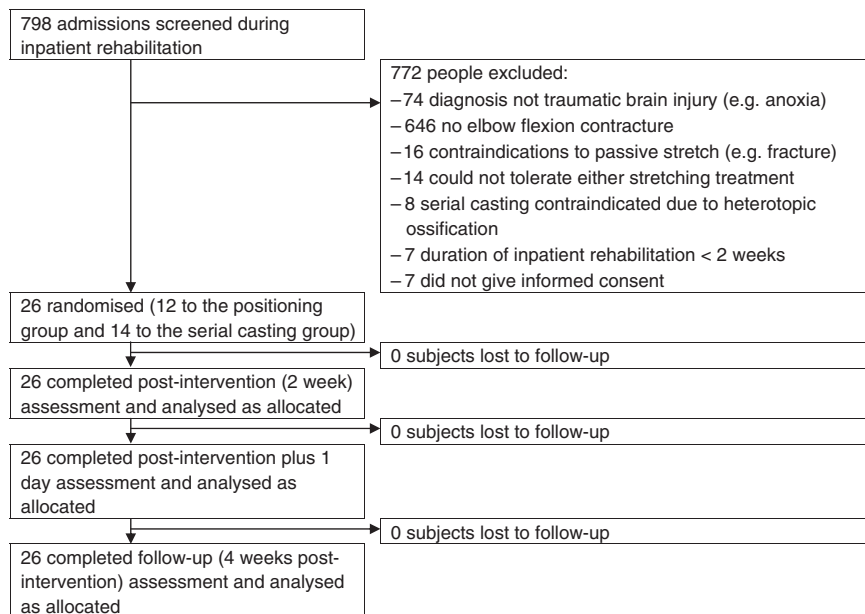 798 admissions screened during
inpatient rehabilitation
772 people excluded:
–74 diagnosis not traumatic brain injury (e.g. anoxia)
–646 no elbow flexion contracture
–16 contraindications to passive stretch (e.g. fracture)
–14 could not tolerate either stretching treatment
–8 serial casting contraindicated due to heterotopic
ossification
–7 duration of inpatient rehabilitation < 2 weeks
–7 did not give informed consent
26 randomised (12 to the positioning
group and 14 to the serial casting group)
0 subjects lost to follow-up
26 completed post-intervention (2 week)
assessment and analysed as allocated
0 subjects lost to follow-up
26 completed post-intervention plus 1
day assessment and analysed as
allocated
0 subjects lost to follow-up
26 completed follow-up (4 weeks post-
intervention) assessment and analysed
as allocated